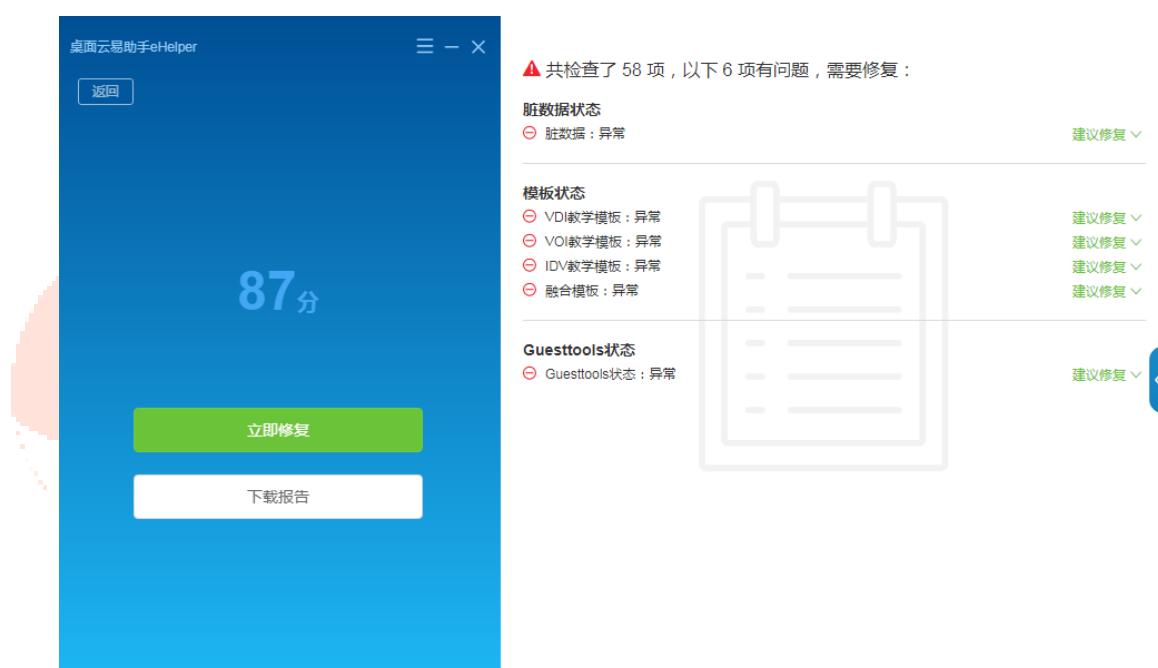 桌面云易助手eHelper
返回
87分
立即修复
下载报告
共检查了 58 项，以下 6 项有问题，需要修复：
脏数据状态
脏数据：异常 建议修复
模板状态
VDI教学模板：异常 建议修复
VOI教学模板：异常 建议修复
IDV教学模板：异常 建议修复
融合模板：异常 建议修复
Guesttools状态
Guesttools状态：异常 建议修复